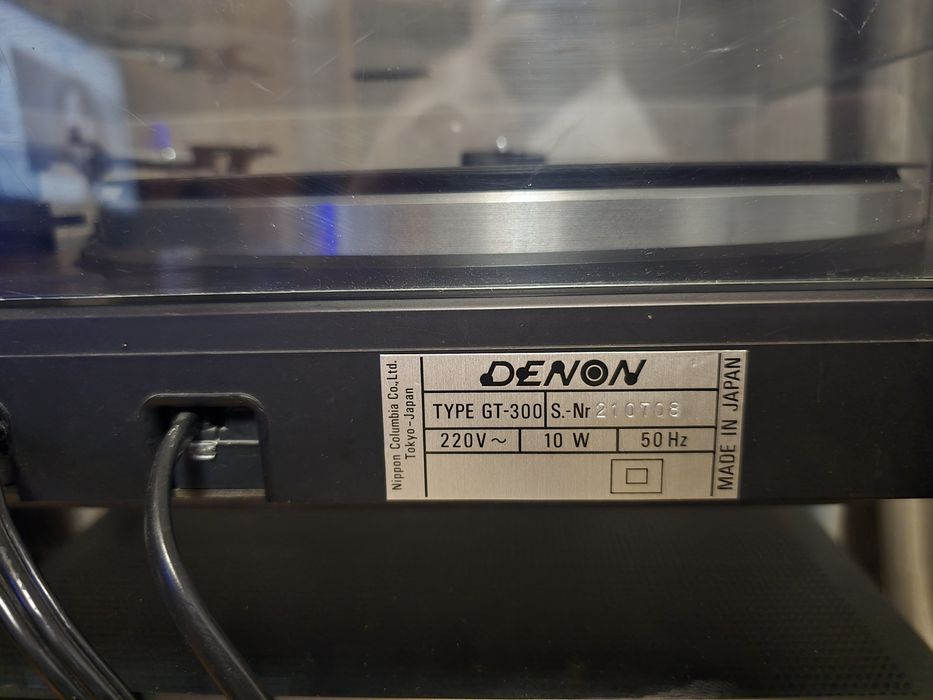 DENON
TYPE GT-300 S.-Nr 210708
220V~ 10 W 50 Hz
Nippon Columbia Co.,Ltd.
Tokyo-Japan
MADE IN JAPAN